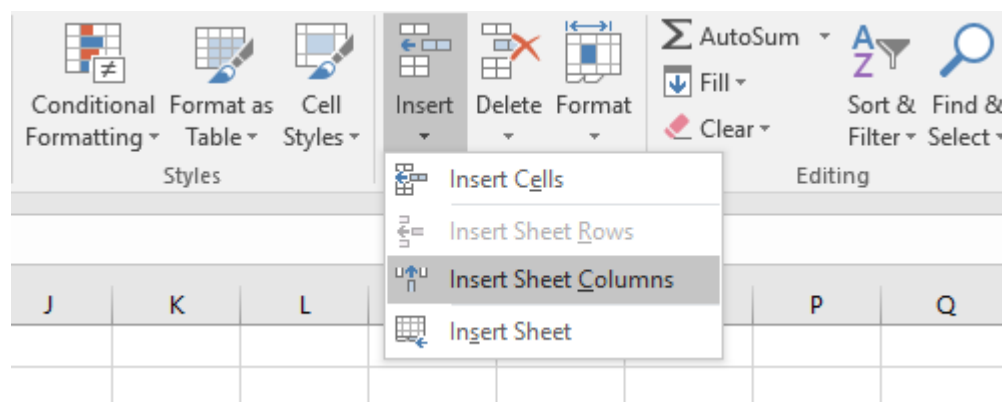 AutoSum
Fill
Clear
Conditional
Formatting
Format as
Table
Cell
Styles
Insert
Delete
Format
Sort &
Filter
Find &
Select
Styles
Editing
Insert Cells
Insert Sheet Rows
Insert Sheet Columns
Insert Sheet
J K L P Q